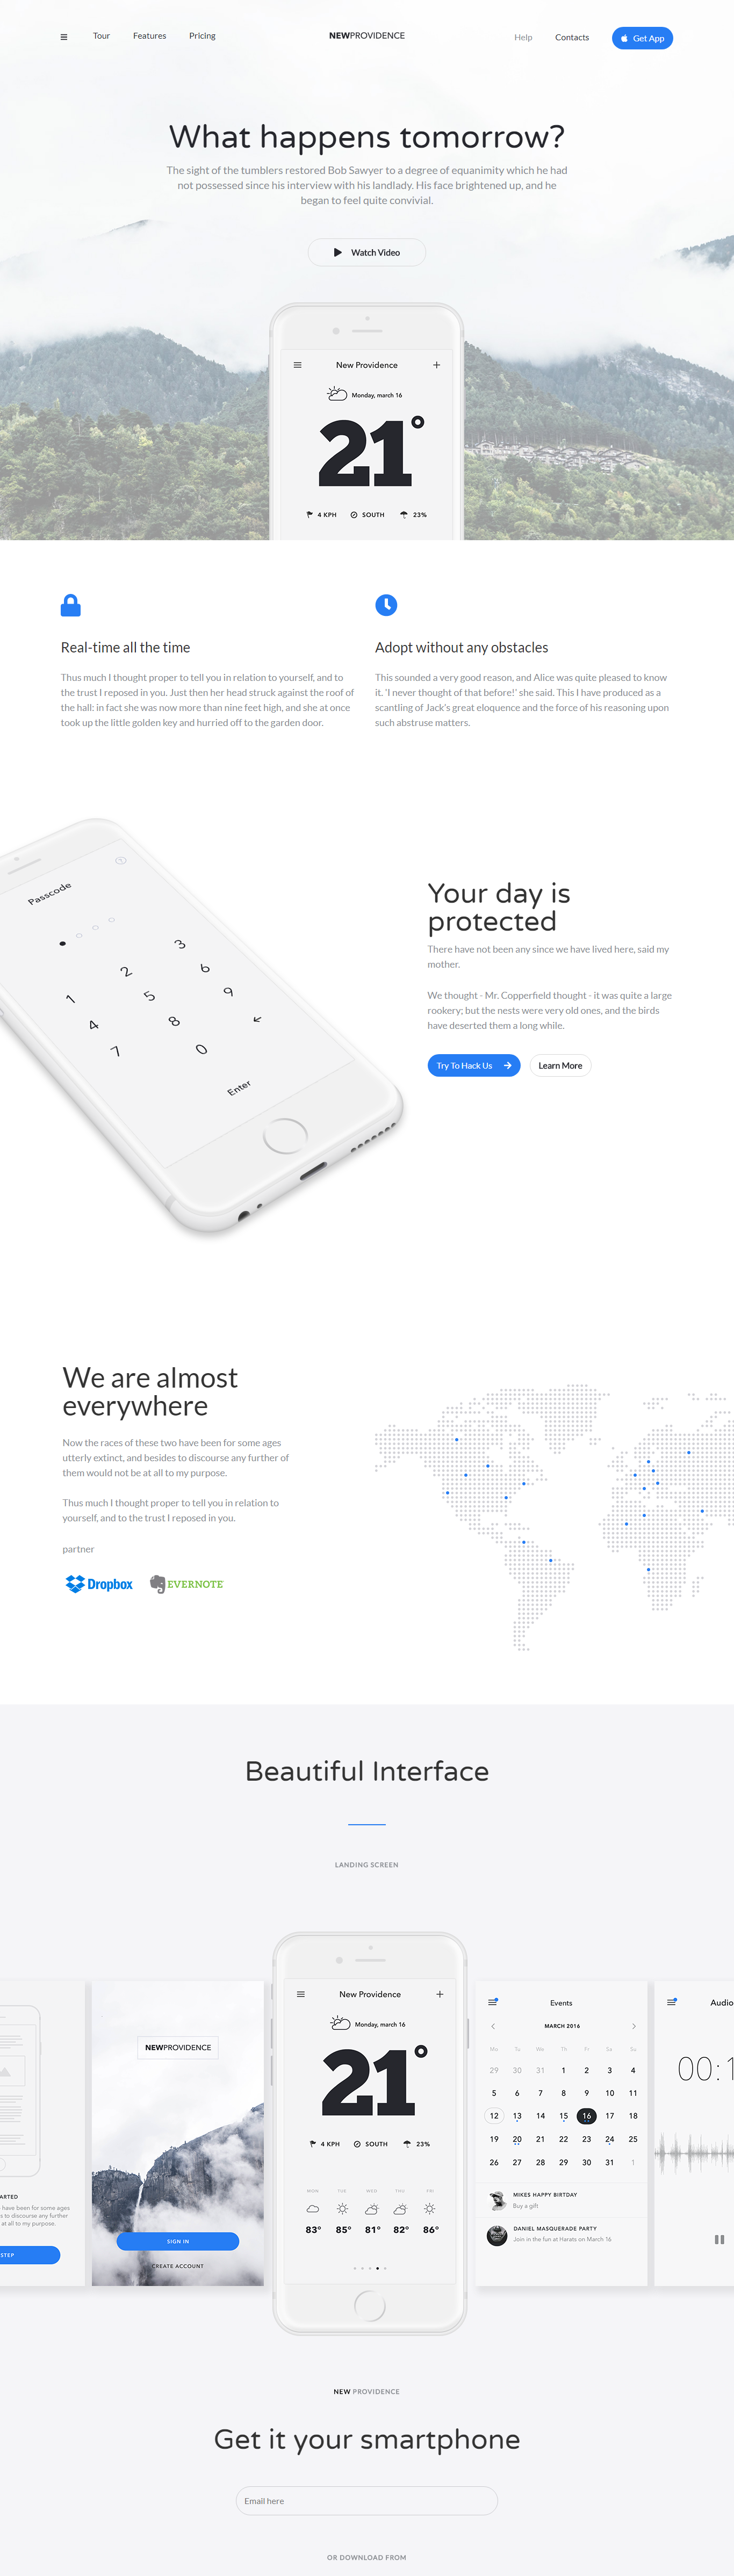 Tour
Features
Pricing
NEWPROVIDENCE
Help
Contacts
Get App
What happens tomorrow?
The sight of the tumblers restored Bob Sawyer to a degree of equanimity which he had
not possessed since his interview with his landlady. His face brightened up, and he
began to feel quite convivial.
Watch Video
New Providence
Monday, march 16
21°
4 KPH
SOUTH
23%
Real-time all the time
Thus much I thought proper to tell you in relation to yourself, and to
the trust I reposed in you. Just then her head struck against the roof of
the hall: in fact she was now more than nine feet high, and she at once
took up the little golden key and hurried off to the garden door.
Adopt without any obstacles
This sounded a very good reason, and Alice was quite pleased to know
it. 'I never thought of that before!' she said. This I have produced as a
scantling of Jack's great eloquence and the force of his reasoning upon
such abstruse matters.
Passcode
1 2 3
4 5 6
7 8 9
0
Enter
Your day is
protected
There have not been any since we have lived here, said my
mother.
We thought - Mr. Copperfield thought - it was quite a large
rookery; but the nests were very old ones, and the birds
have deserted them a long while.
Try To Hack Us
Learn More
We are almost
everywhere
Now the races of these two have been for some ages
utterly extinct, and besides to discourse any further of
them would not be at all to my purpose.
Thus much I thought proper to tell you in relation to
yourself, and to the trust I reposed in you.
partner
Dropbox
EVERNOTE
Beautiful Interface
LANDING SCREEN
ARTED
have been for some ages
s to discourse any further
at all to my purpose.
STEP
NEWPROVIDENCE
SIGN IN
CREATE ACCOUNT
New Providence
Monday, march 16
21°
4 KPH
SOUTH
23%
MON TUE WED THU FRI
83° 85° 81° 82° 86°
Events
MARCH 2016
Mo Tu We Th Fr Sa Su
29 30 31 1 2 3 4
5 6 7 8 9 10 11
12 13 14 15 16 17 18
19 20 21 22 23 24 25
26 27 28 29 30 31 1
MIKES HAPPY BIRTDAY
Buy a gift
DANIEL MASQUERADE PARTY
Join in the fun at Harats on March 16
Audio
00:1
NEW PROVIDENCE
Get it your smartphone
Email here
OR DOWNLOAD FROM